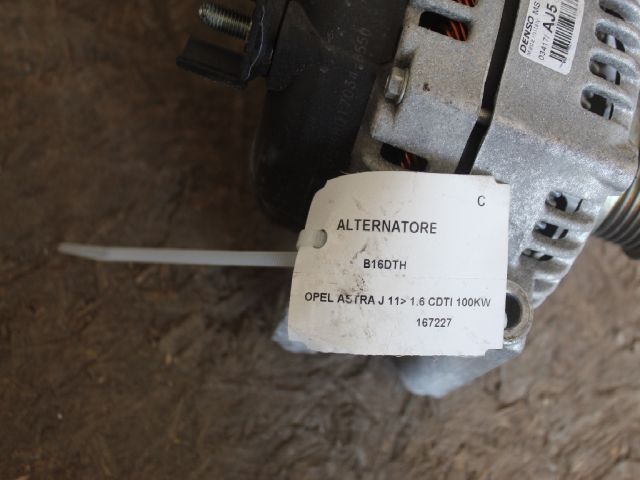 DENSO
AJ5
C
ALTERNATORE
B16DTH
OPEL ASTRA J 11> 1.6 CDTI 100KW
167227